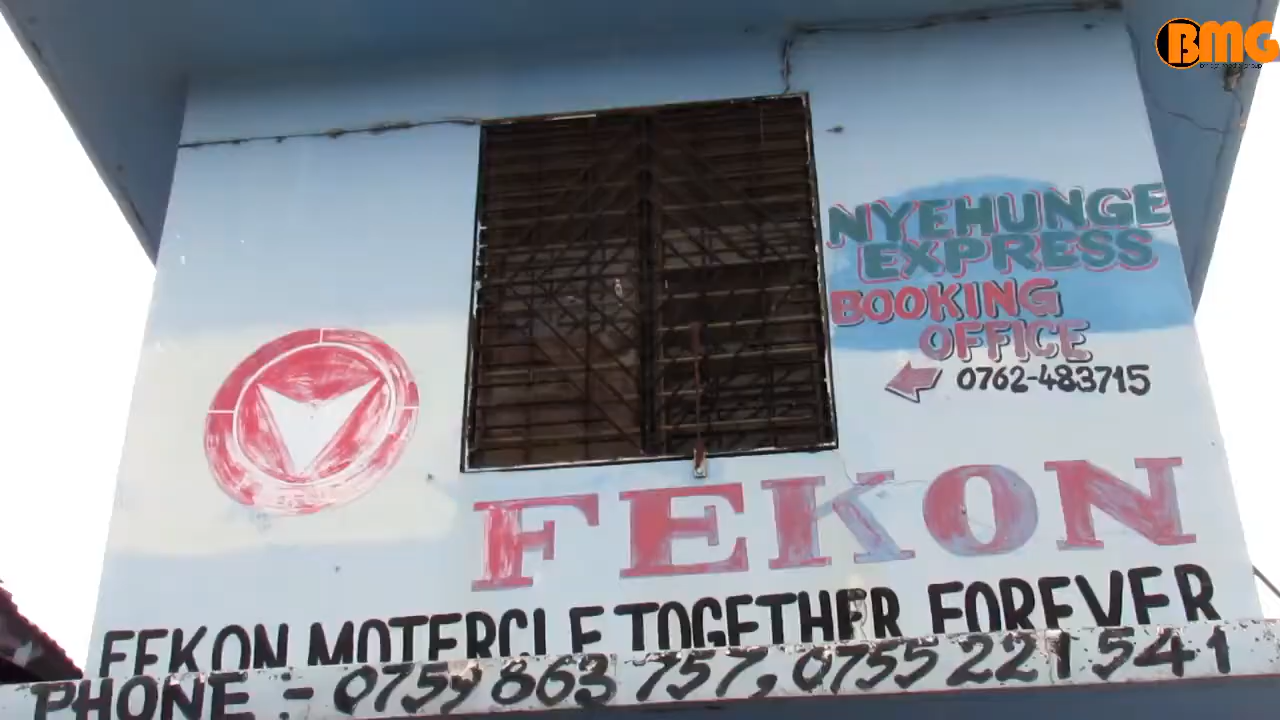 BMG
NYEHUNGE
EXPRESS
BOOKING
OFFICE
0762-483715
FEKON
FEKON MOTERCLE TOGETHER FOREVER
PHONE :- 0759 863 757, 0755 221 541